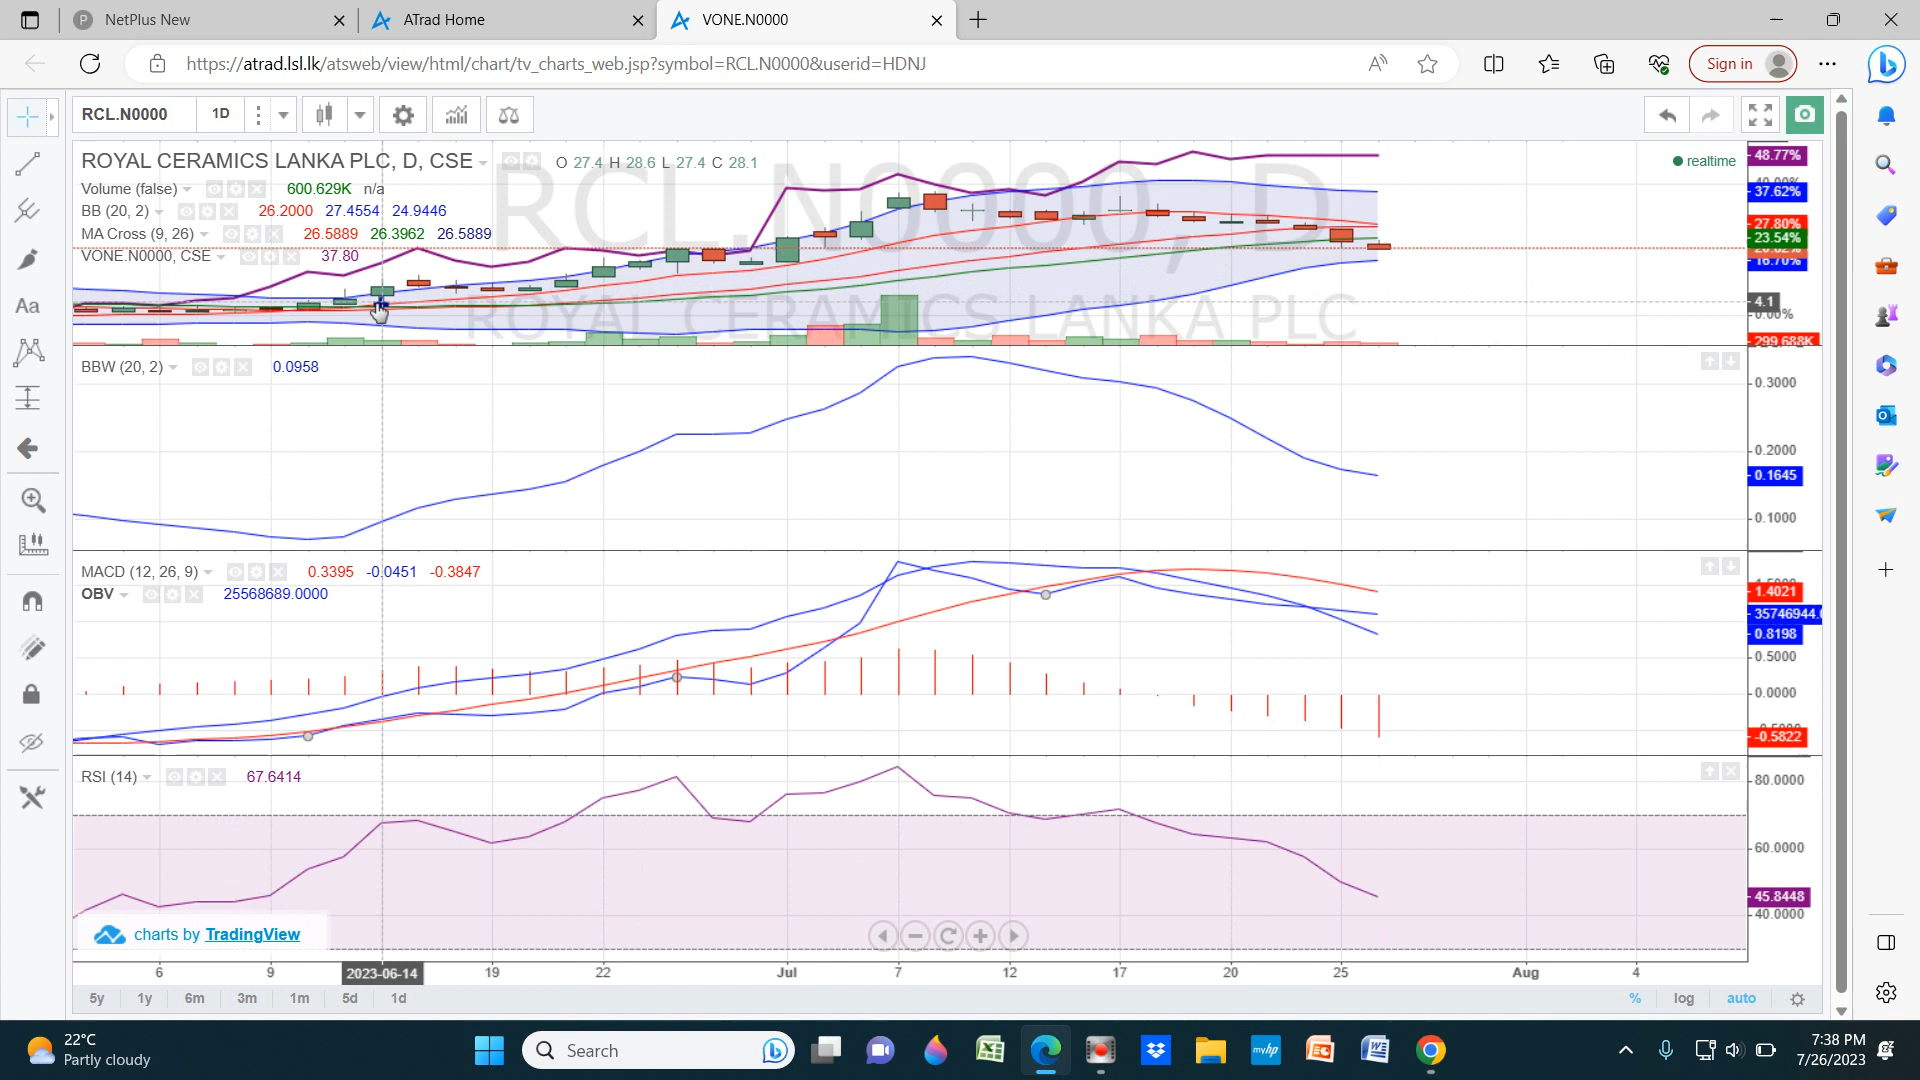 NetPlus New
ATrad Home
VONE.N0000
https://atrad.lsl.lk/atsweb/view/html/chart/tv_charts_web.jsp?symbol=RCL.N0000&userid=HDNJ
Sign in
RCL.N0000
1D
RCL.N0000, D
ROYAL CERAMICS LANKA PLC
ROYAL CERAMICS LANKA PLC, D, CSE
O 27.4 H 28.6 L 27.4 C 28.1
realtime
Volume (false) 600.629K n/a
BB (20, 2) 26.2000 27.4554 24.9446
MA Cross (9, 26) 26.5889 26.3962 26.5889
VONE.N0000, CSE 37.80
48.77%
37.62%
27.80%
23.54%
16.70%
4.1
0.00%
299.688K
BBW (20, 2) 0.0958
0.3000
0.2000
0.1645
0.1000
MACD (12, 26, 9) 0.3395 -0.0451 -0.3847
OBV 25568689.0000
1.4021
35746944.
0.8198
0.5000
0.0000
-0.5822
RSI (14) 67.6414
80.0000
60.0000
45.8448
40.0000
charts by TradingView
6 9 2023-06-14 19 22 Jul 7 12 17 20 25 Aug 4
5y 1y 6m 3m 1m 5d 1d
% log auto
22°C
Partly cloudy
Search
myhp
7:38 PM
7/26/2023